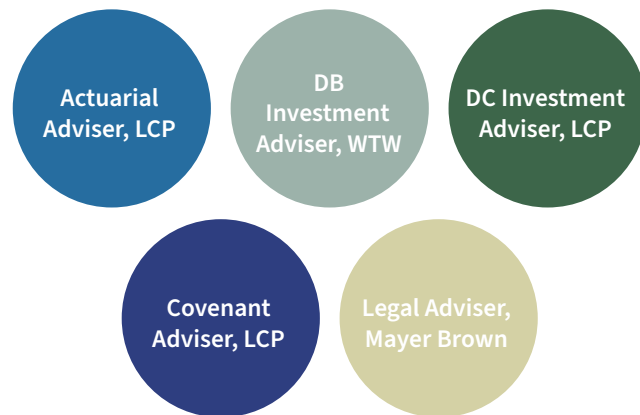 Actuarial
Adviser, LCP
DB
Investment
Adviser, WTW
DC Investment
Adviser, LCP
Covenant
Adviser, LCP
Legal Adviser,
Mayer Brown